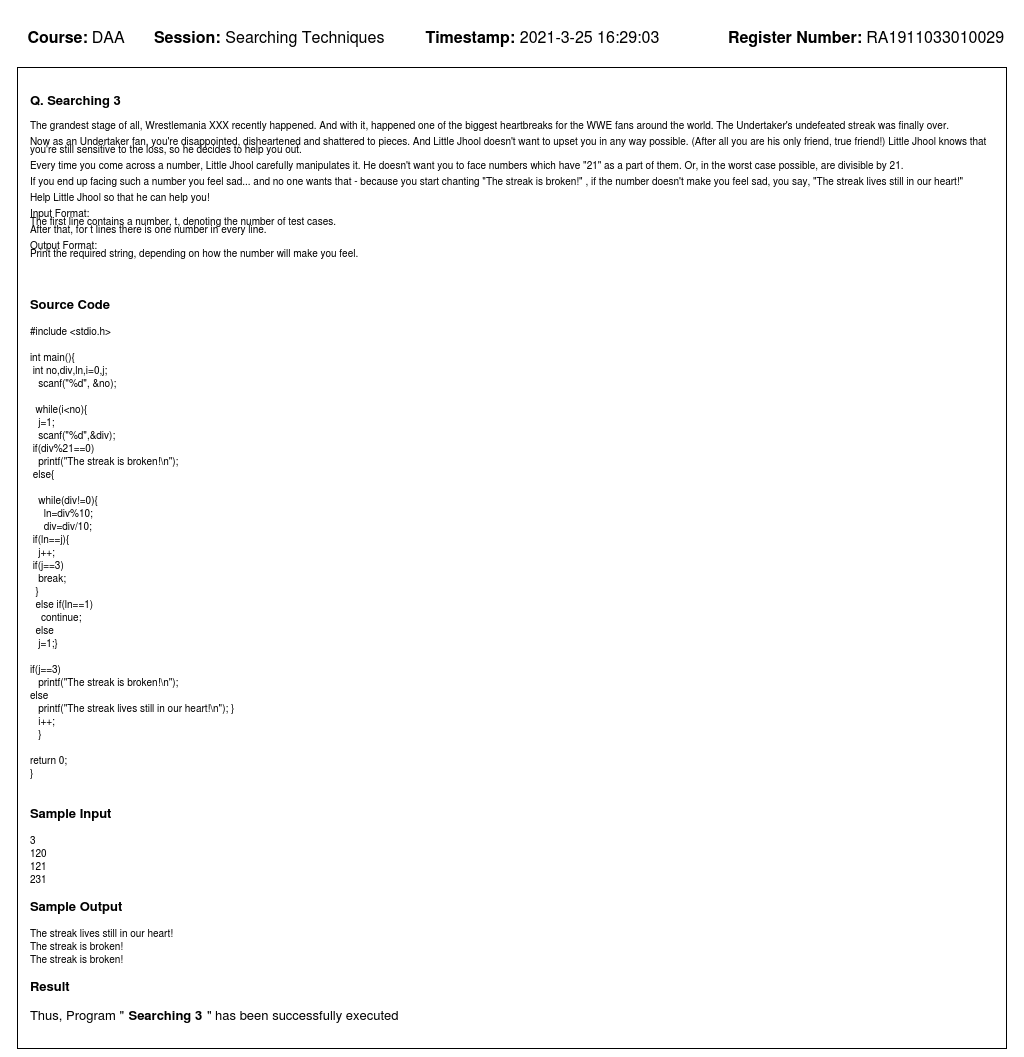 Course: DAA Session: Searching Techniques Timestamp: 2021-3-25 16:29:03 Register Number: RA1911033010029
Q. Searching 3
The grandest stage of all, Wrestlemania XXX recently happened. And with it, happened one of the biggest heartbreaks for the WWE fans around the world. The Undertaker's undefeated streak was finally over.
Now as an Undertaker fan, you're disappointed, disheartened and shattered to pieces. And Little Jhool doesn't want to upset you in any way possible. (After all you are his only friend, true friend!) Little Jhool knows that
you're still sensitive to the loss, so he decides to help you out.
Every time you come across a number, Little Jhool carefully manipulates it. He doesn't want you to face numbers which have "21" as a part of them. Or, in the worst case possible, are divisible by 21.
If you end up facing such a number you feel sad... and no one wants that - because you start chanting "The streak is broken!" , if the number doesn't make you feel sad, you say, "The streak lives still in our heart!"
Help Little Jhool so that he can help you!
Input Format:
The first line contains a number, t, denoting the number of test cases.
After that, for t lines there is one number in every line.
Output Format:
Print the required string, depending on how the number will make you feel.
Source Code
#include <stdio.h>
int main(){
int no,div,ln,i=0,j;
scanf("%d", &no);
while(i<no){
j=1;
scanf("%d",&div);
if(div%21==0)
printf("The streak is broken!\n");
else{
while(div!=0){
ln=div%10;
div=div/10;
if(ln==j){
j++;
if(j==3)
break;
}
else if(ln==1)
continue;
else
j=1;}
if(j==3)
printf("The streak is broken!\n");
else
printf("The streak lives still in our heart!\n"); }
i++;
}
return 0;
}
Sample Input
3
120
121
231
Sample Output
The streak lives still in our heart!
The streak is broken!
The streak is broken!
Result
Thus, Program " Searching 3 " has been successfully executed